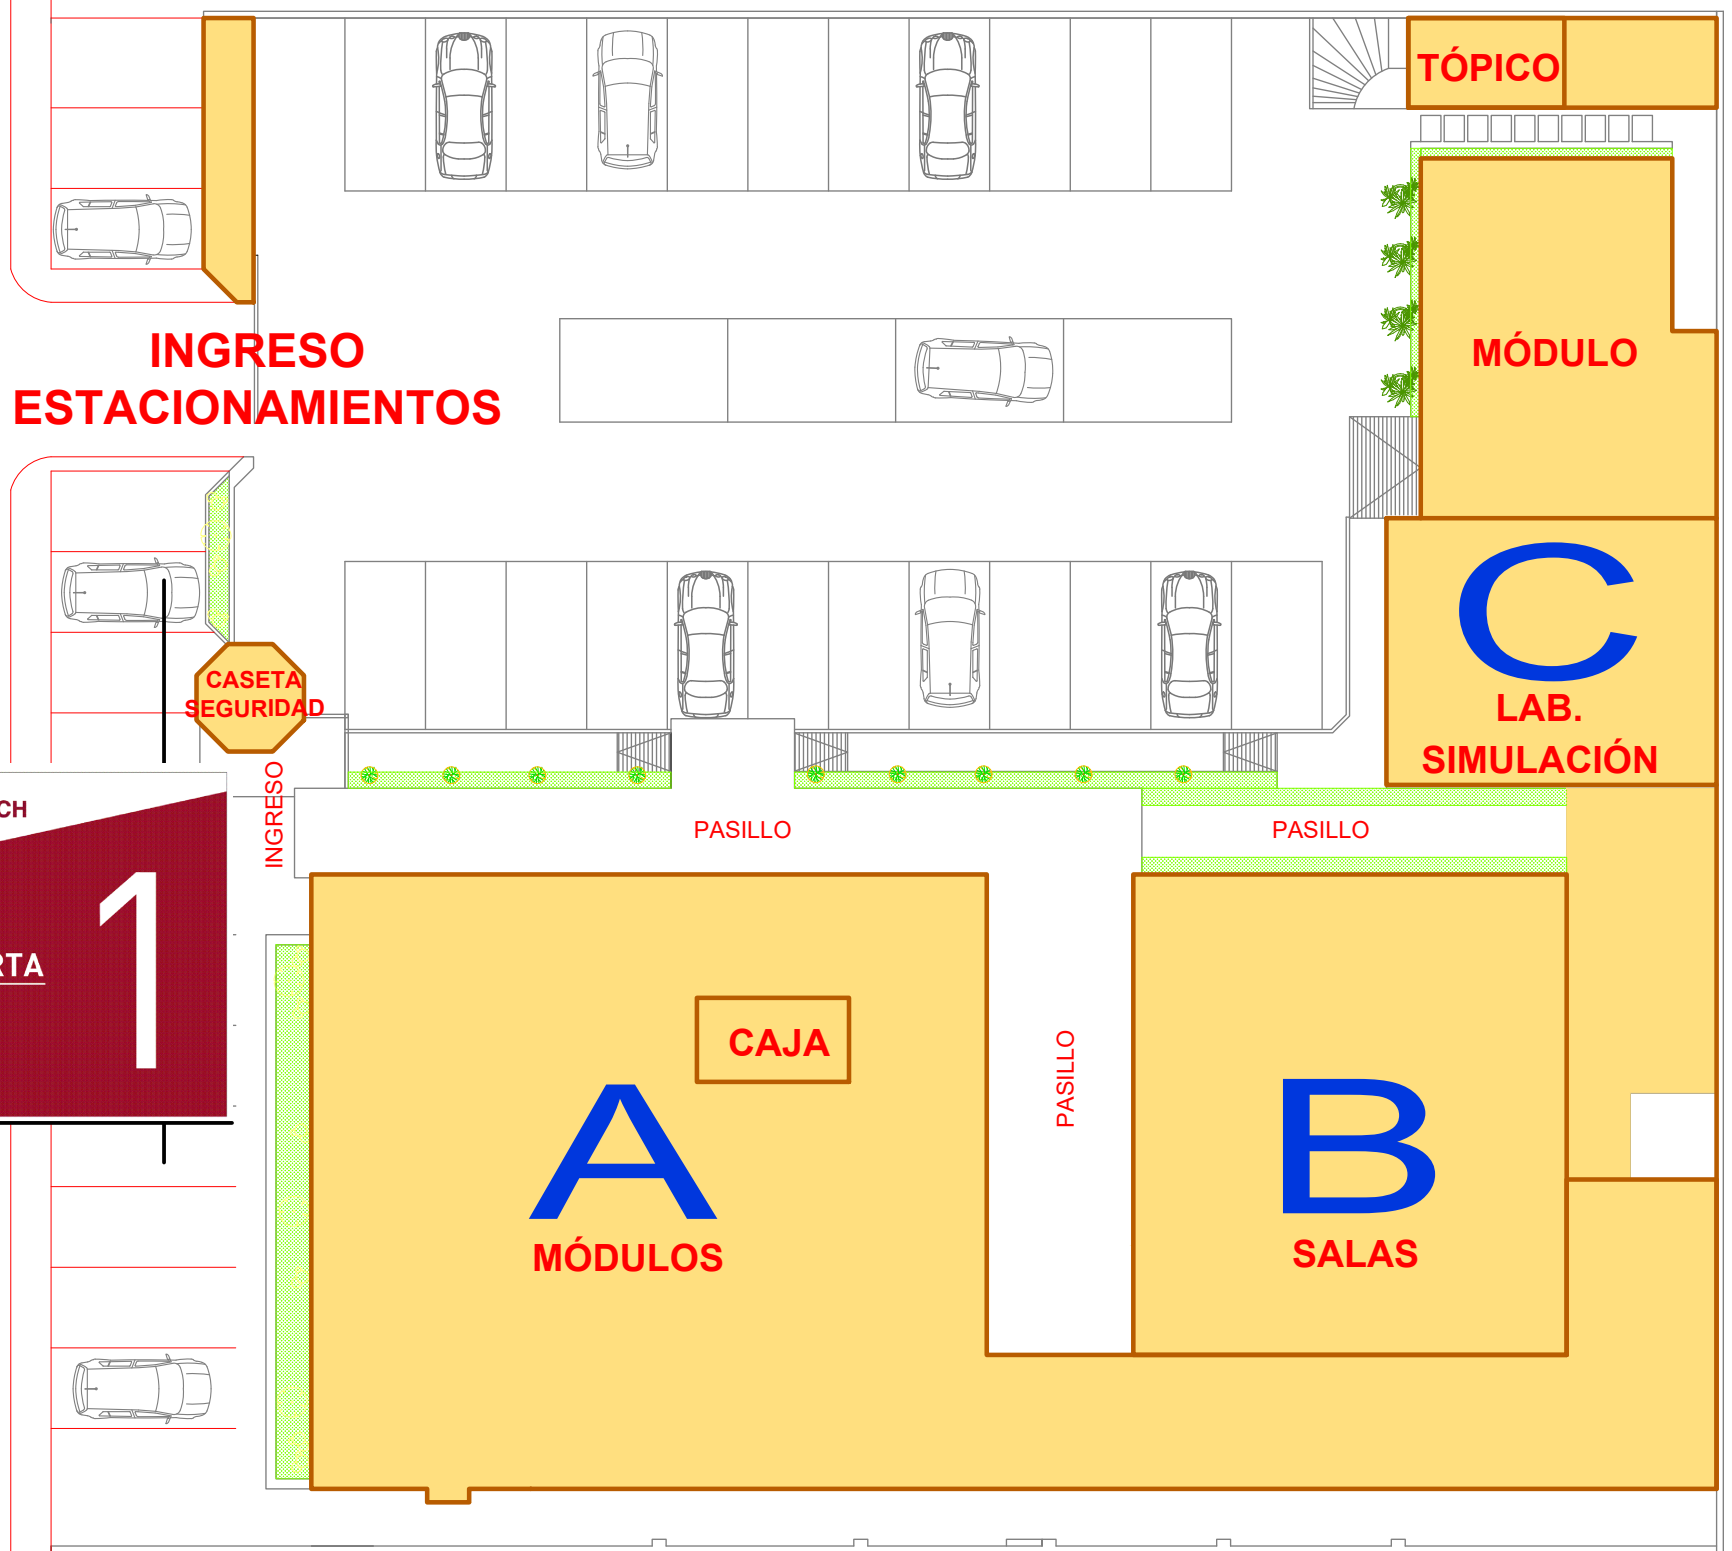 TÓPICO
INGRESO
ESTACIONAMIENTOS
MÓDULO
C
LAB.
SIMULACIÓN
CASETA
SEGURIDAD
INGRESO
PASILLO
PASILLO
CH
RTA
1
CAJA
A
MÓDULOS
PASILLO
B
SALAS